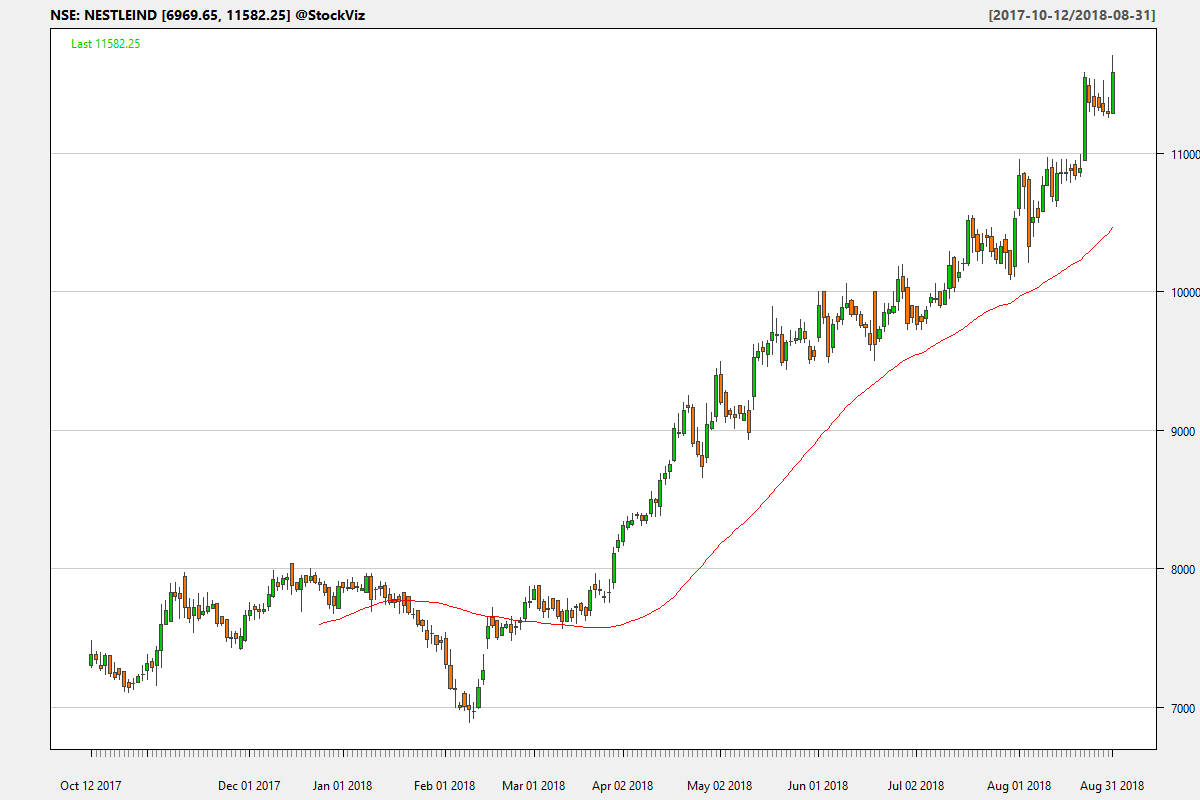 NSE: NESTLEIND [6969.65, 11582.25] @StockViz
[2017-10-12/2018-08-31]
Last 11582.25
11000
10000
9000
8000
7000
Oct 12 2017
Dec 01 2017
Jan 01 2018
Feb 01 2018
Mar 01 2018
Apr 02 2018
May 02 2018
Jun 01 2018
Jul 02 2018
Aug 01 2018
Aug 31 2018